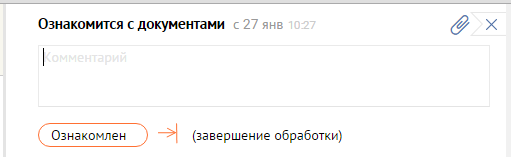 Ознакомится с документами с 27 янв 10:27
Комментарий
Ознакомлен (завершение обработки)